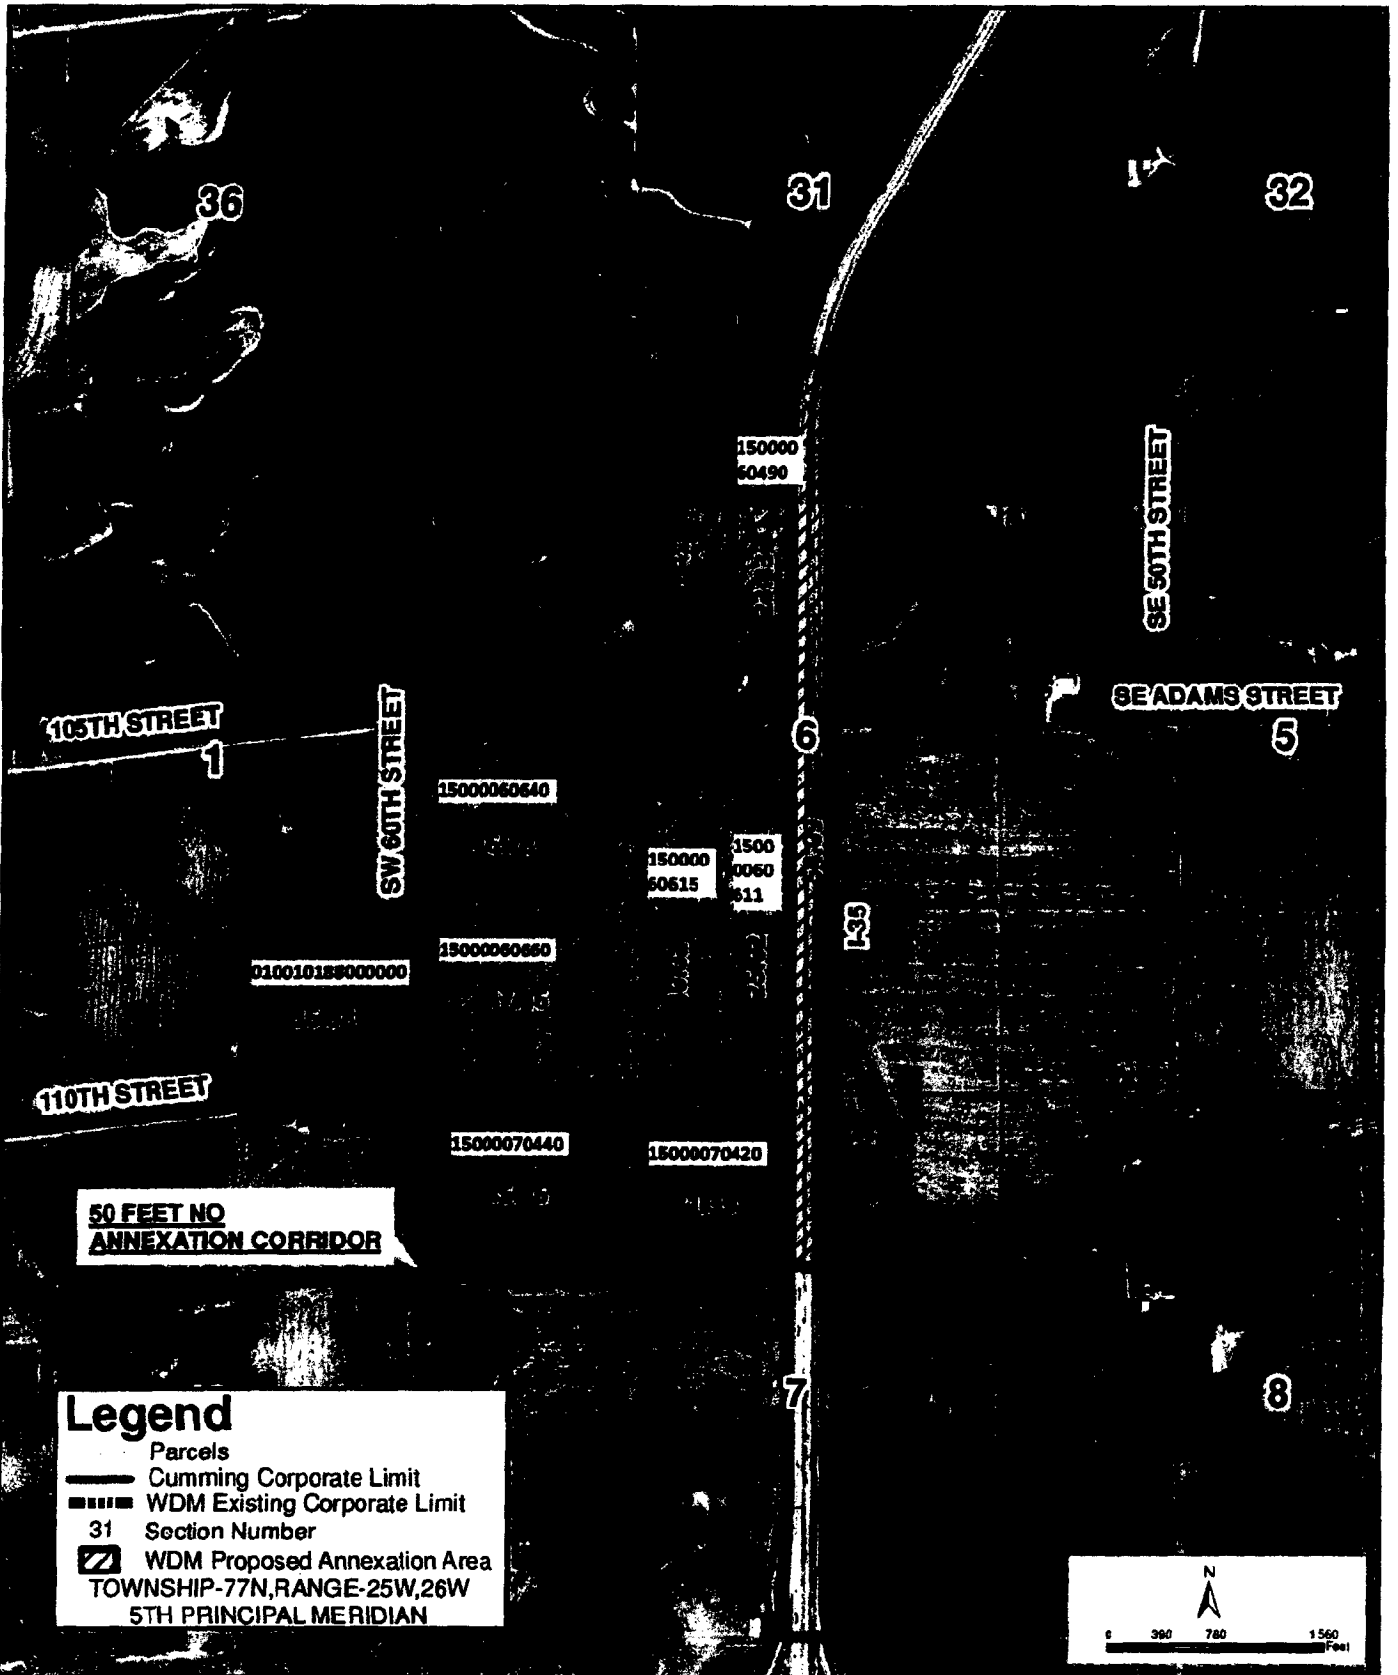 36
31
32
150000
60490
SE 50TH STREET
105TH STREET
1
SW 60TH STREET
6
SE ADAMS STREET
5
15000060640
150000
60615
1500
0060
611
I-35
15000060660
010010188000000
110TH STREET
15000070440
15000070420
50 FEET NO
ANNEXATION CORRIDOR
7
8
Legend
Parcels
Cumming Corporate Limit
WDM Existing Corporate Limit
31 Section Number
WDM Proposed Annexation Area
TOWNSHIP-77N,RANGE-25W,26W
5TH PRINCIPAL MERIDIAN
N
0 390 780 1 560
Feet